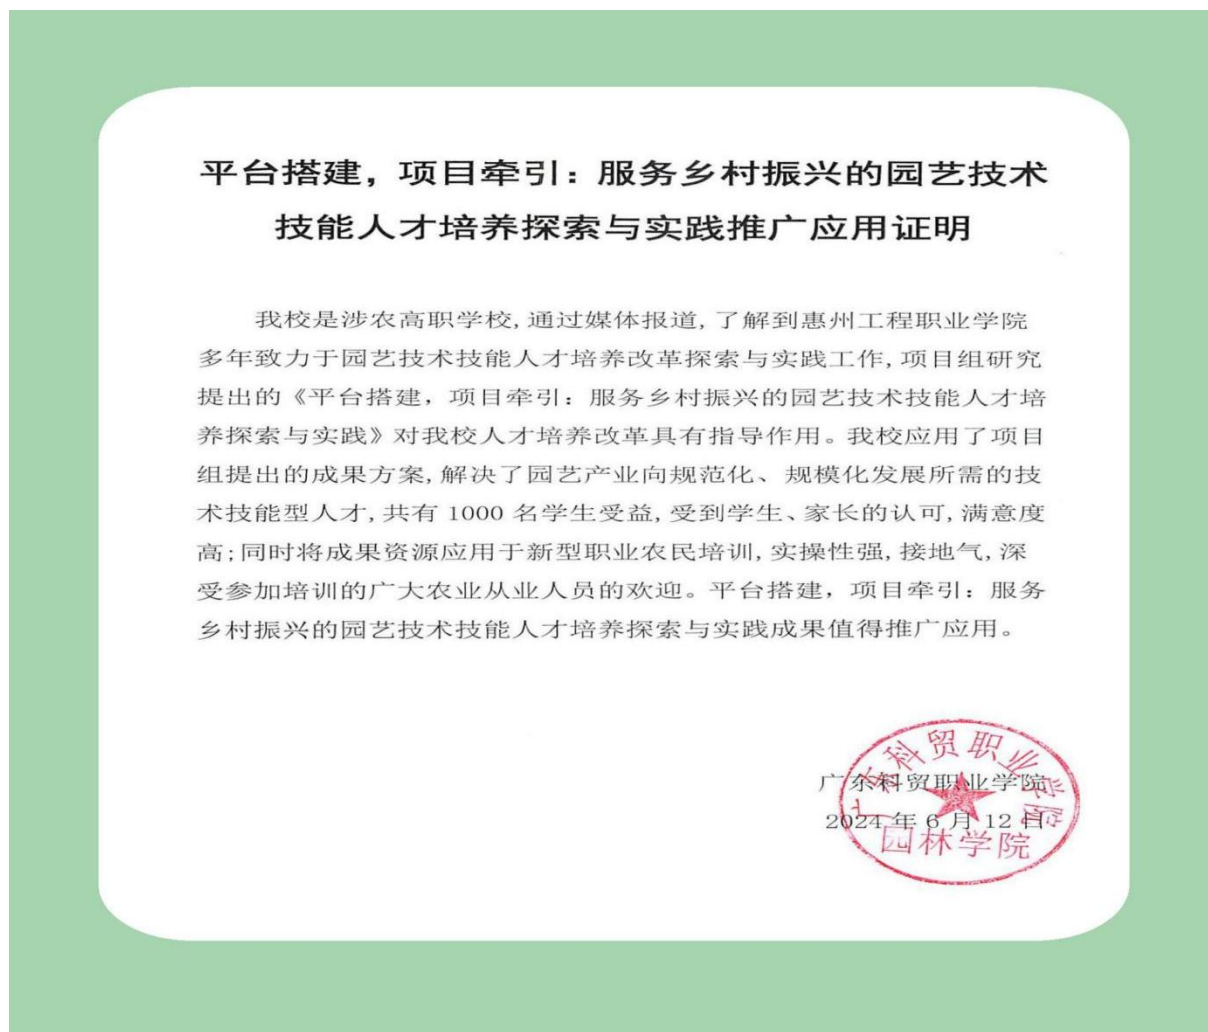 平台搭建，项目牵引：服务乡村振兴的园艺技术
技能人才培养探索与实践推广应用证明
我校是涉农高职学校,通过媒体报道,了解到惠州工程职业学院
多年致力于园艺技术技能人才培养改革探索与实践工作,项目组研究
提出的《平台搭建，项目牵引：服务乡村振兴的园艺技术技能人才培
养探索与实践》对我校人才培养改革具有指导作用。我校应用了项目
组提出的成果方案,解决了园艺产业向规范化、规模化发展所需的技
术技能型人才,共有 1000 名学生受益,受到学生、家长的认可,满意度
高;同时将成果资源应用于新型职业农民培训,实操性强,接地气,深
受参加培训的广大农业从业人员的欢迎。平台搭建，项目牵引：服务
乡村振兴的园艺技术技能人才培养探索与实践成果值得推广应用。
广东科贸职业学院
2024 年 6 月 12 日
广东科贸职业学院
园林学院